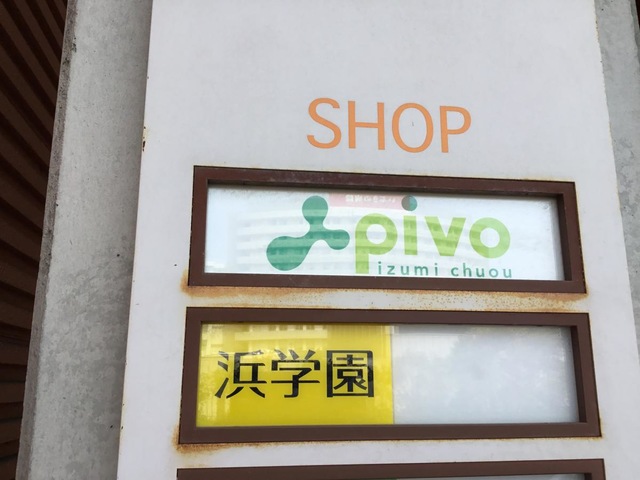 SHOP
pivo
izumi chuou
浜学園